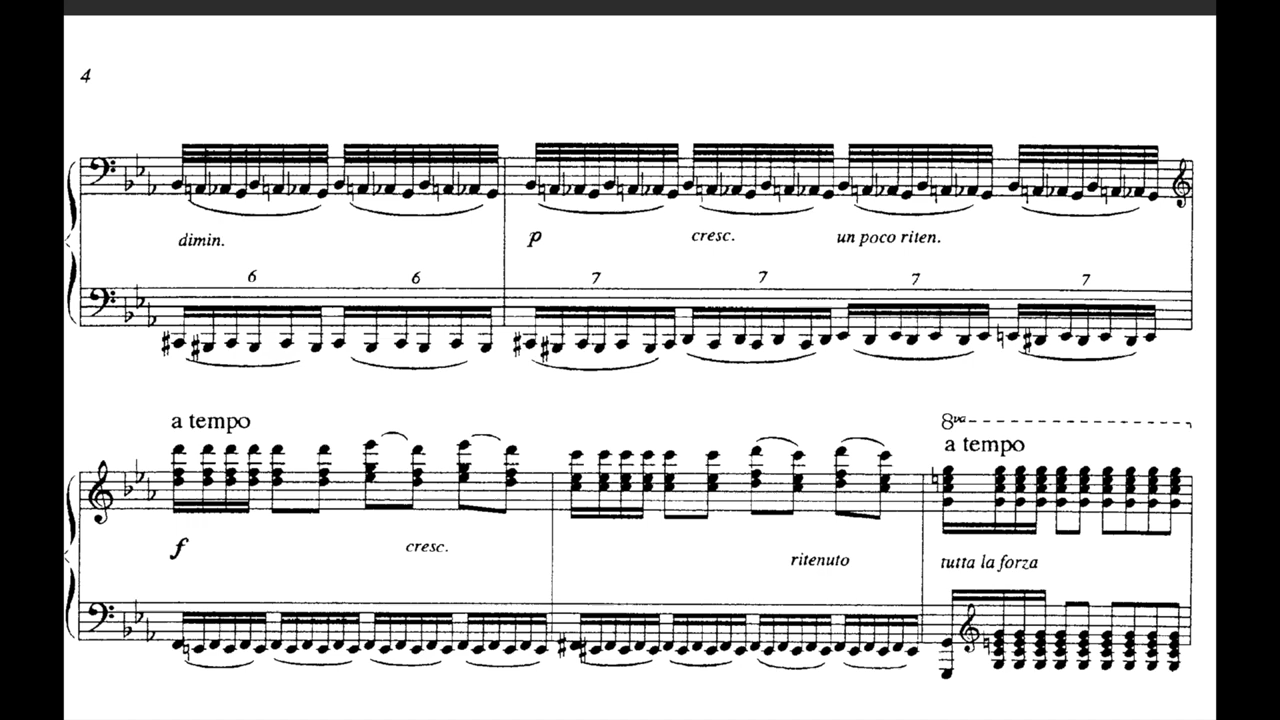 4
dimin.
p cresc. un poco riten.
6 6 7 7 7 7
a tempo
8va
a tempo
f cresc. ritenuto tutta la forza